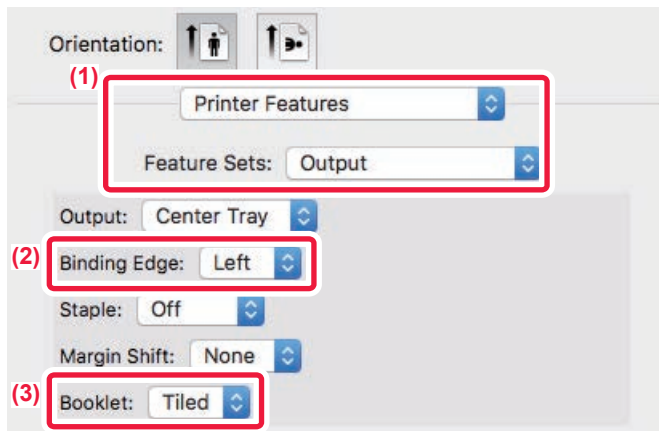 Orientation:
(1)
Printer Features
Feature Sets: Output
Output: Center Tray
(2) Binding Edge: Left
Staple: Off
Margin Shift: None
(3) Booklet: Tiled